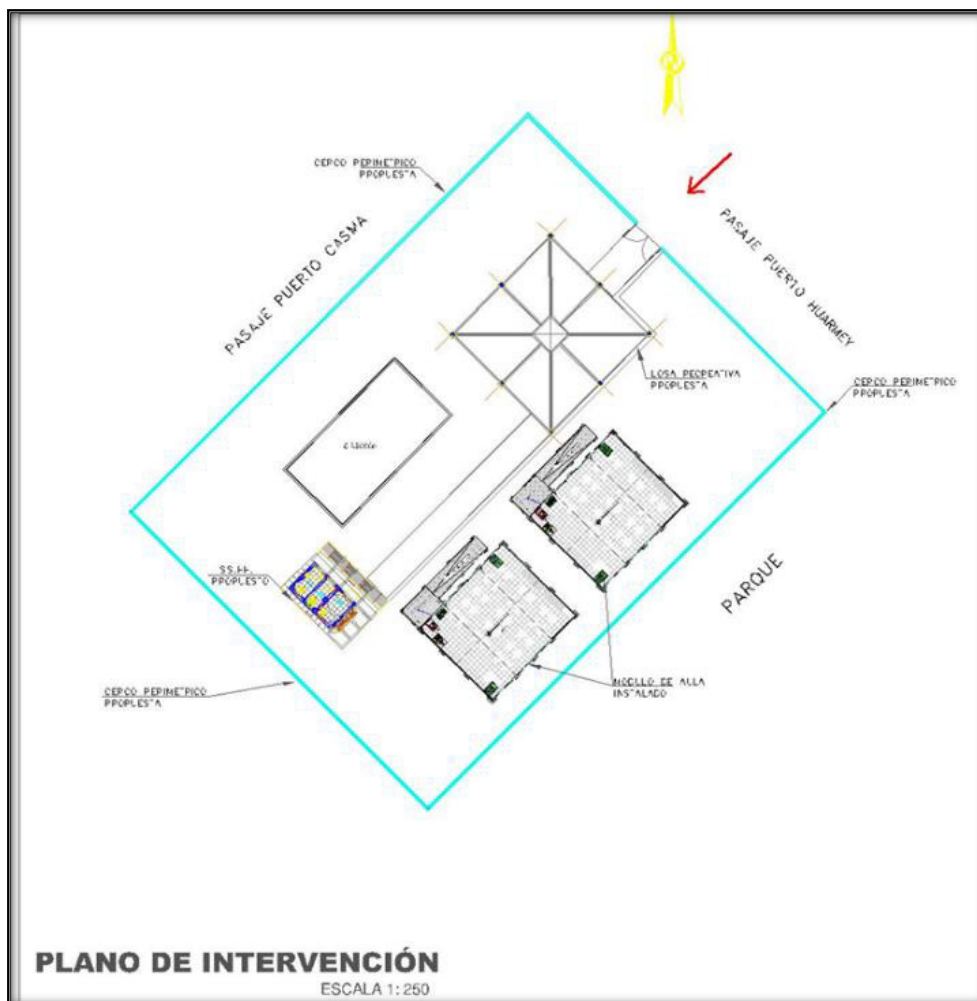 CERCO PERIMETRICO
PROPUESTA
PASAJE PUERTO CASMA
PASAJE PUERTO HUARMEY
LOSA RECREATIVA
PROPUESTA
CERCO PERIMETRICO
PROPUESTA
SS.HH.
PROPUESTO
PARQUE
MODULO DE AULA
INSTALADO
CERCO PERIMETRICO
PROPUESTA
PLANO DE INTERVENCIÓN
ESCALA 1: 250